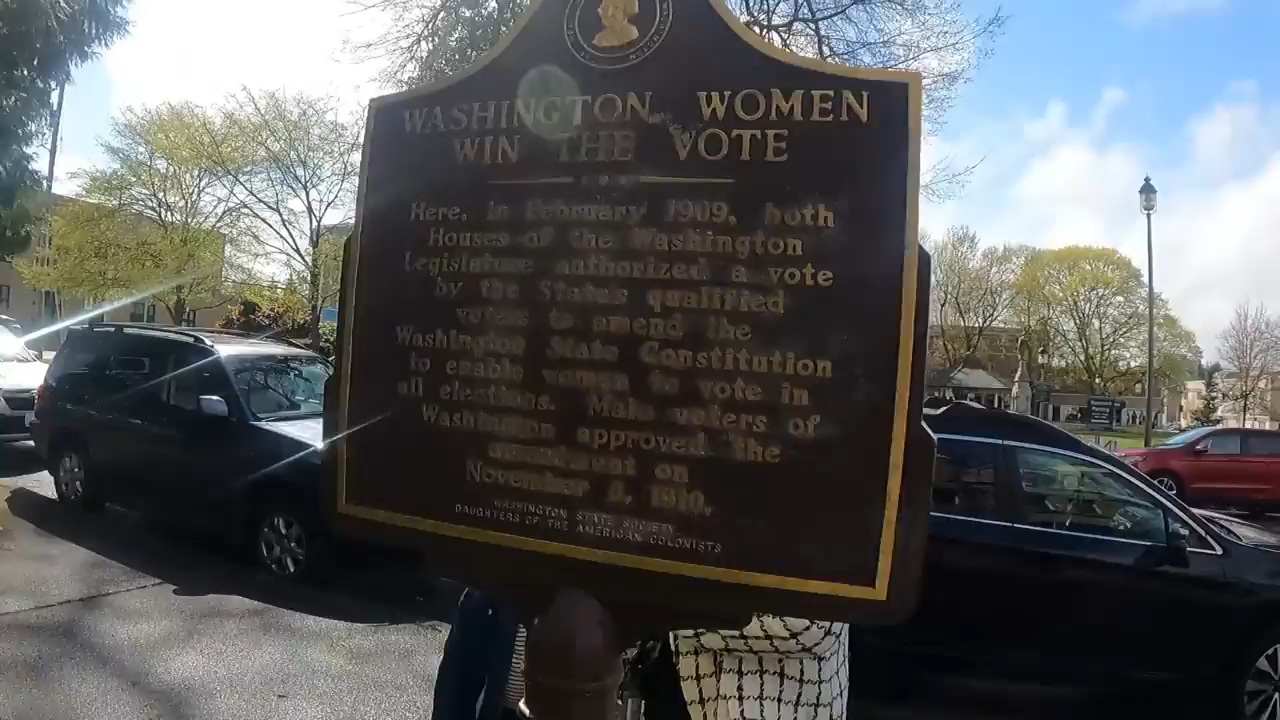 WASHINGTON WOMEN
WIN THE VOTE
Here, in February 1909, both
Houses of the Washington
Legislature authorized a vote
by the State's qualified
voters to amend the
Washington State Constitution
to enable women to vote in
all elections. Male voters of
Washington approved the
amendment on
November 8, 1910.
WASHINGTON STATE SOCIETY
DAUGHTERS OF THE AMERICAN COLONISTS